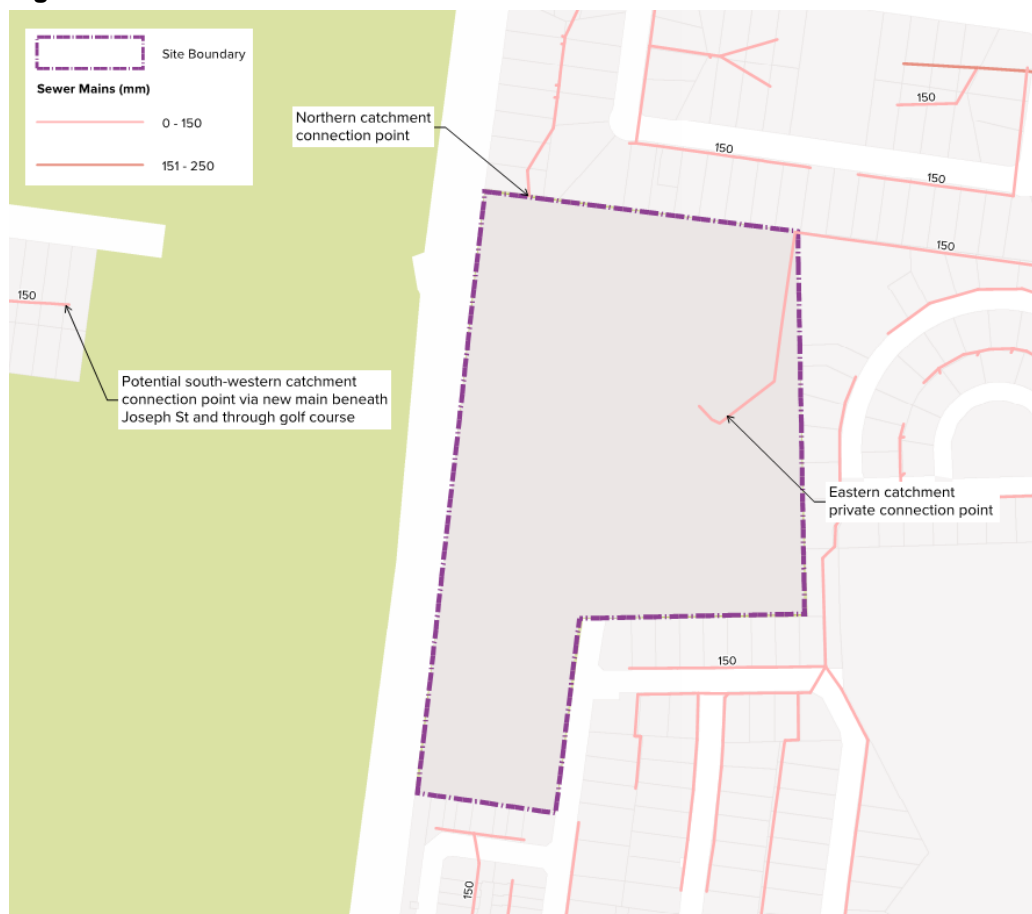 Site Boundary
Sewer Mains (mm)
0 - 150
151 - 250
Northern catchment
connection point
150
150
150
150
150
Potential south-western catchment
connection point via new main beneath
Joseph St and through golf course
Eastern catchment
private connection point
150
150